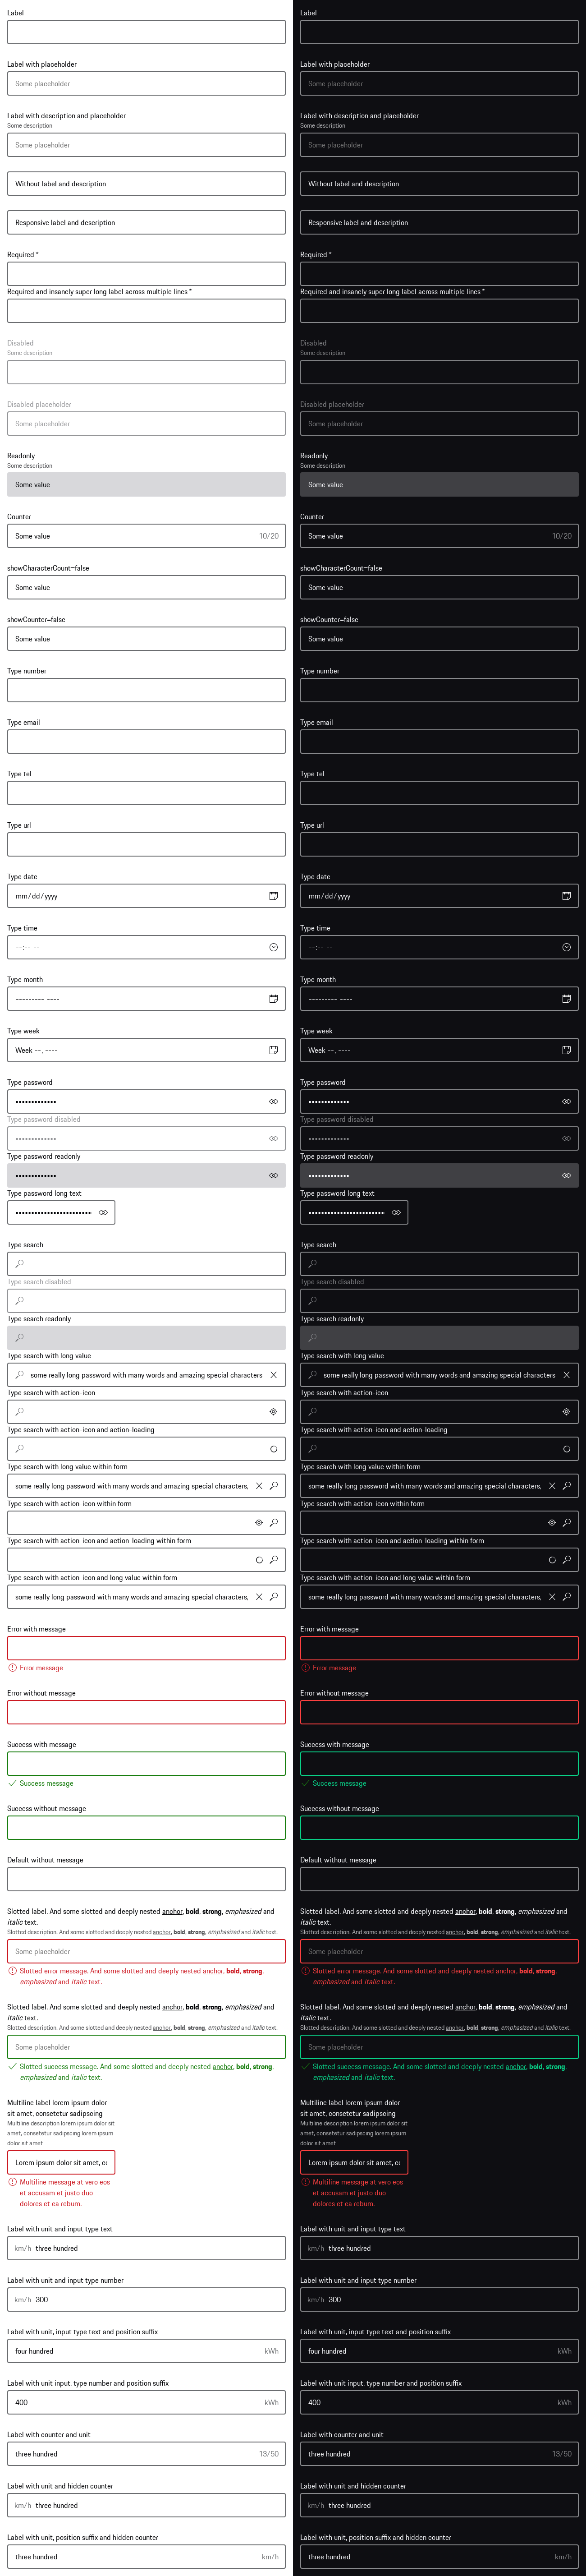 Label
Label with placeholder
Some placeholder
Label with description and placeholder
Some description
Some placeholder
Without label and description
Responsive label and description
Required *
Required and insanely super long label across multiple lines *
Disabled
Some description
Disabled placeholder
Some placeholder
Readonly
Some description
Some value
Counter
Some value 10/20
showCharacterCount=false
Some value
showCounter=false
Some value
Type number
Type email
Type tel
Type url
Type date
mm/dd/yyyy
Type time
--:-- --
Type month
--------- ----
Type week
Week --, ----
Type password
•••••••••••••
Type password disabled
•••••••••••••
Type password readonly
•••••••••••••
Type password long text
••••••••••••••••••••••••
Type search
Type search disabled
Type search readonly
Type search with long value
some really long password with many words and amazing special characters
Type search with action-icon
Type search with action-icon and action-loading
Type search with long value within form
some really long password with many words and amazing special characters,
Type search with action-icon within form
Type search with action-icon and action-loading within form
Type search with action-icon and long value within form
some really long password with many words and amazing special characters,
Error with message
Error message
Error without message
Success with message
Success message
Success without message
Default without message
Slotted label. And some slotted and deeply nested anchor, bold, strong, emphasized and
italic text.
Slotted description. And some slotted and deeply nested anchor, bold, strong, emphasized and italic text.
Some placeholder
Slotted error message. And some slotted and deeply nested anchor, bold, strong,
emphasized and italic text.
Slotted label. And some slotted and deeply nested anchor, bold, strong, emphasized and
italic text.
Slotted description. And some slotted and deeply nested anchor, bold, strong, emphasized and italic text.
Some placeholder
Slotted success message. And some slotted and deeply nested anchor, bold, strong,
emphasized and italic text.
Multiline label lorem ipsum dolor
sit amet, consetetur sadipscing
Multiline description lorem ipsum dolor sit
amet, consetetur sadipscing lorem ipsum
dolor sit amet
Lorem ipsum dolor sit amet, co
Multiline message at vero eos
et accusam et justo duo
dolores et ea rebum.
Label with unit and input type text
km/h three hundred
Label with unit and input type number
km/h 300
Label with unit, input type text and position suffix
four hundred kWh
Label with unit input, type number and position suffix
400 kWh
Label with counter and unit
three hundred 13/50
Label with unit and hidden counter
km/h three hundred
Label with unit, position suffix and hidden counter
three hundred km/h
Label
Label with placeholder
Some placeholder
Label with description and placeholder
Some description
Some placeholder
Without label and description
Responsive label and description
Required *
Required and insanely super long label across multiple lines *
Disabled
Some description
Disabled placeholder
Some placeholder
Readonly
Some description
Some value
Counter
Some value 10/20
showCharacterCount=false
Some value
showCounter=false
Some value
Type number
Type email
Type tel
Type url
Type date
mm/dd/yyyy
Type time
--:-- --
Type month
--------- ----
Type week
Week --, ----
Type password
•••••••••••••
Type password disabled
•••••••••••••
Type password readonly
•••••••••••••
Type password long text
••••••••••••••••••••••••
Type search
Type search disabled
Type search readonly
Type search with long value
some really long password with many words and amazing special characters
Type search with action-icon
Type search with action-icon and action-loading
Type search with long value within form
some really long password with many words and amazing special characters,
Type search with action-icon within form
Type search with action-icon and action-loading within form
Type search with action-icon and long value within form
some really long password with many words and amazing special characters,
Error with message
Error message
Error without message
Success with message
Success message
Success without message
Default without message
Slotted label. And some slotted and deeply nested anchor, bold, strong, emphasized and
italic text.
Slotted description. And some slotted and deeply nested anchor, bold, strong, emphasized and italic text.
Some placeholder
Slotted error message. And some slotted and deeply nested anchor, bold, strong,
emphasized and italic text.
Slotted label. And some slotted and deeply nested anchor, bold, strong, emphasized and
italic text.
Slotted description. And some slotted and deeply nested anchor, bold, strong, emphasized and italic text.
Some placeholder
Slotted success message. And some slotted and deeply nested anchor, bold, strong,
emphasized and italic text.
Multiline label lorem ipsum dolor
sit amet, consetetur sadipscing
Multiline description lorem ipsum dolor sit
amet, consetetur sadipscing lorem ipsum
dolor sit amet
Lorem ipsum dolor sit amet, co
Multiline message at vero eos
et accusam et justo duo
dolores et ea rebum.
Label with unit and input type text
km/h three hundred
Label with unit and input type number
km/h 300
Label with unit, input type text and position suffix
four hundred kWh
Label with unit input, type number and position suffix
400 kWh
Label with counter and unit
three hundred 13/50
Label with unit and hidden counter
km/h three hundred
Label with unit, position suffix and hidden counter
three hundred km/h